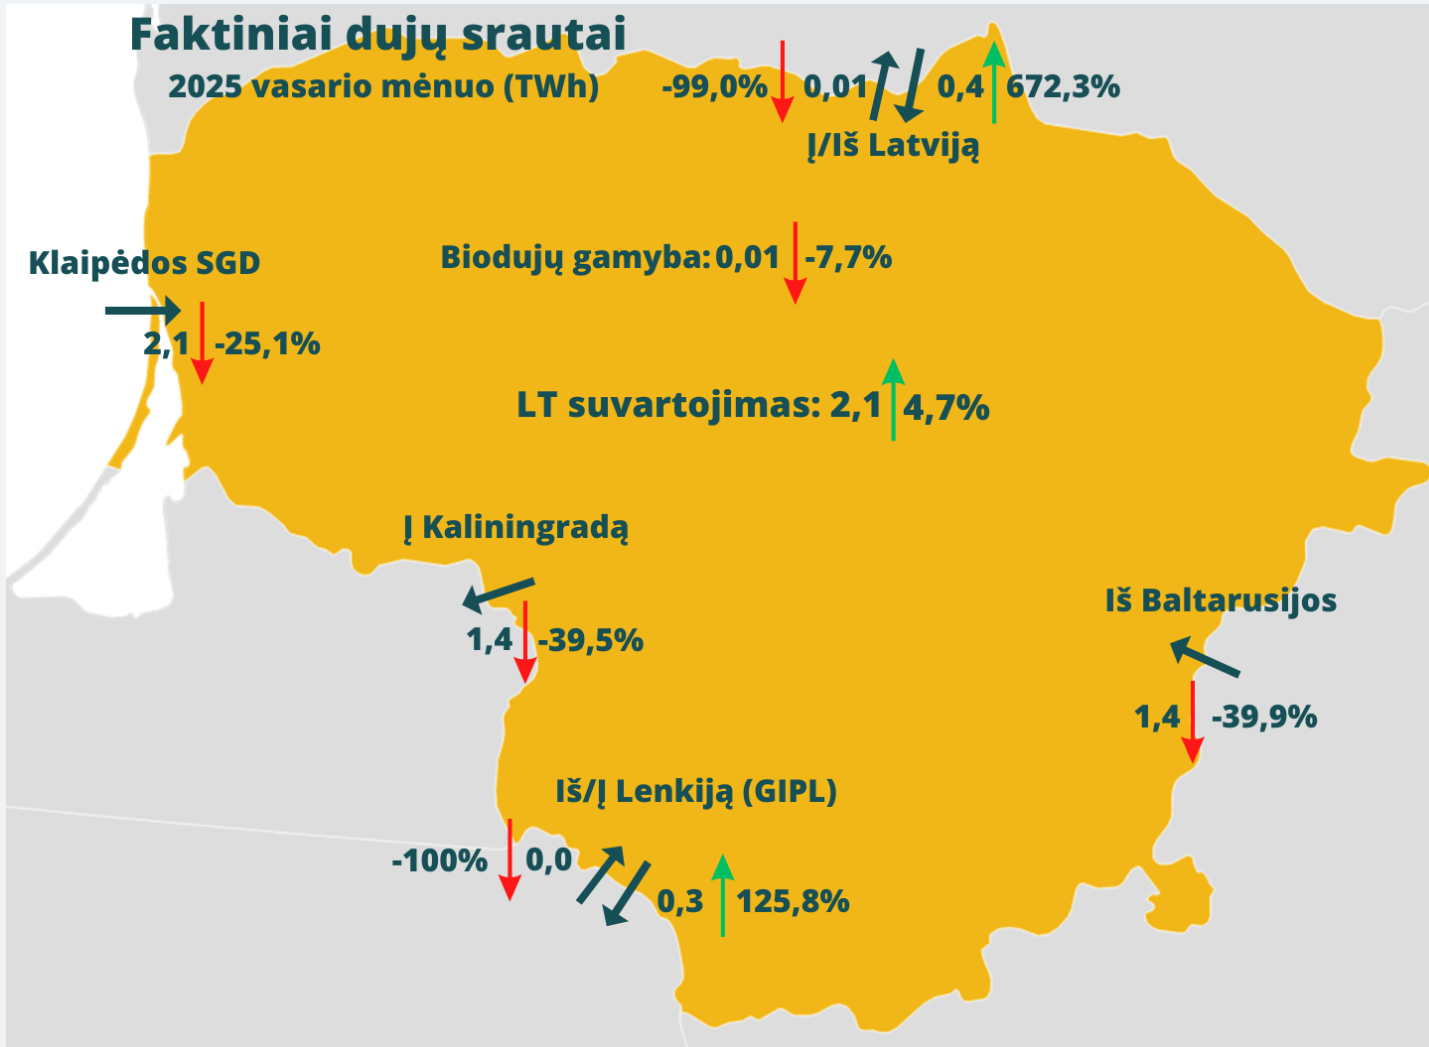 Faktiniai dujų srautai
2025 vasario mėnuo (TWh)
-99,0% 0,01 0,4 672,3%
Į/Iš Latviją
Klaipėdos SGD
2,1 -25,1%
Biodujų gamyba: 0,01 -7,7%
LT suvartojimas: 2,1 4,7%
Į Kaliningradą
1,4 -39,5%
Iš Baltarusijos
1,4 -39,9%
Iš/Į Lenkiją (GIPL)
-100% 0,0
0,3 125,8%